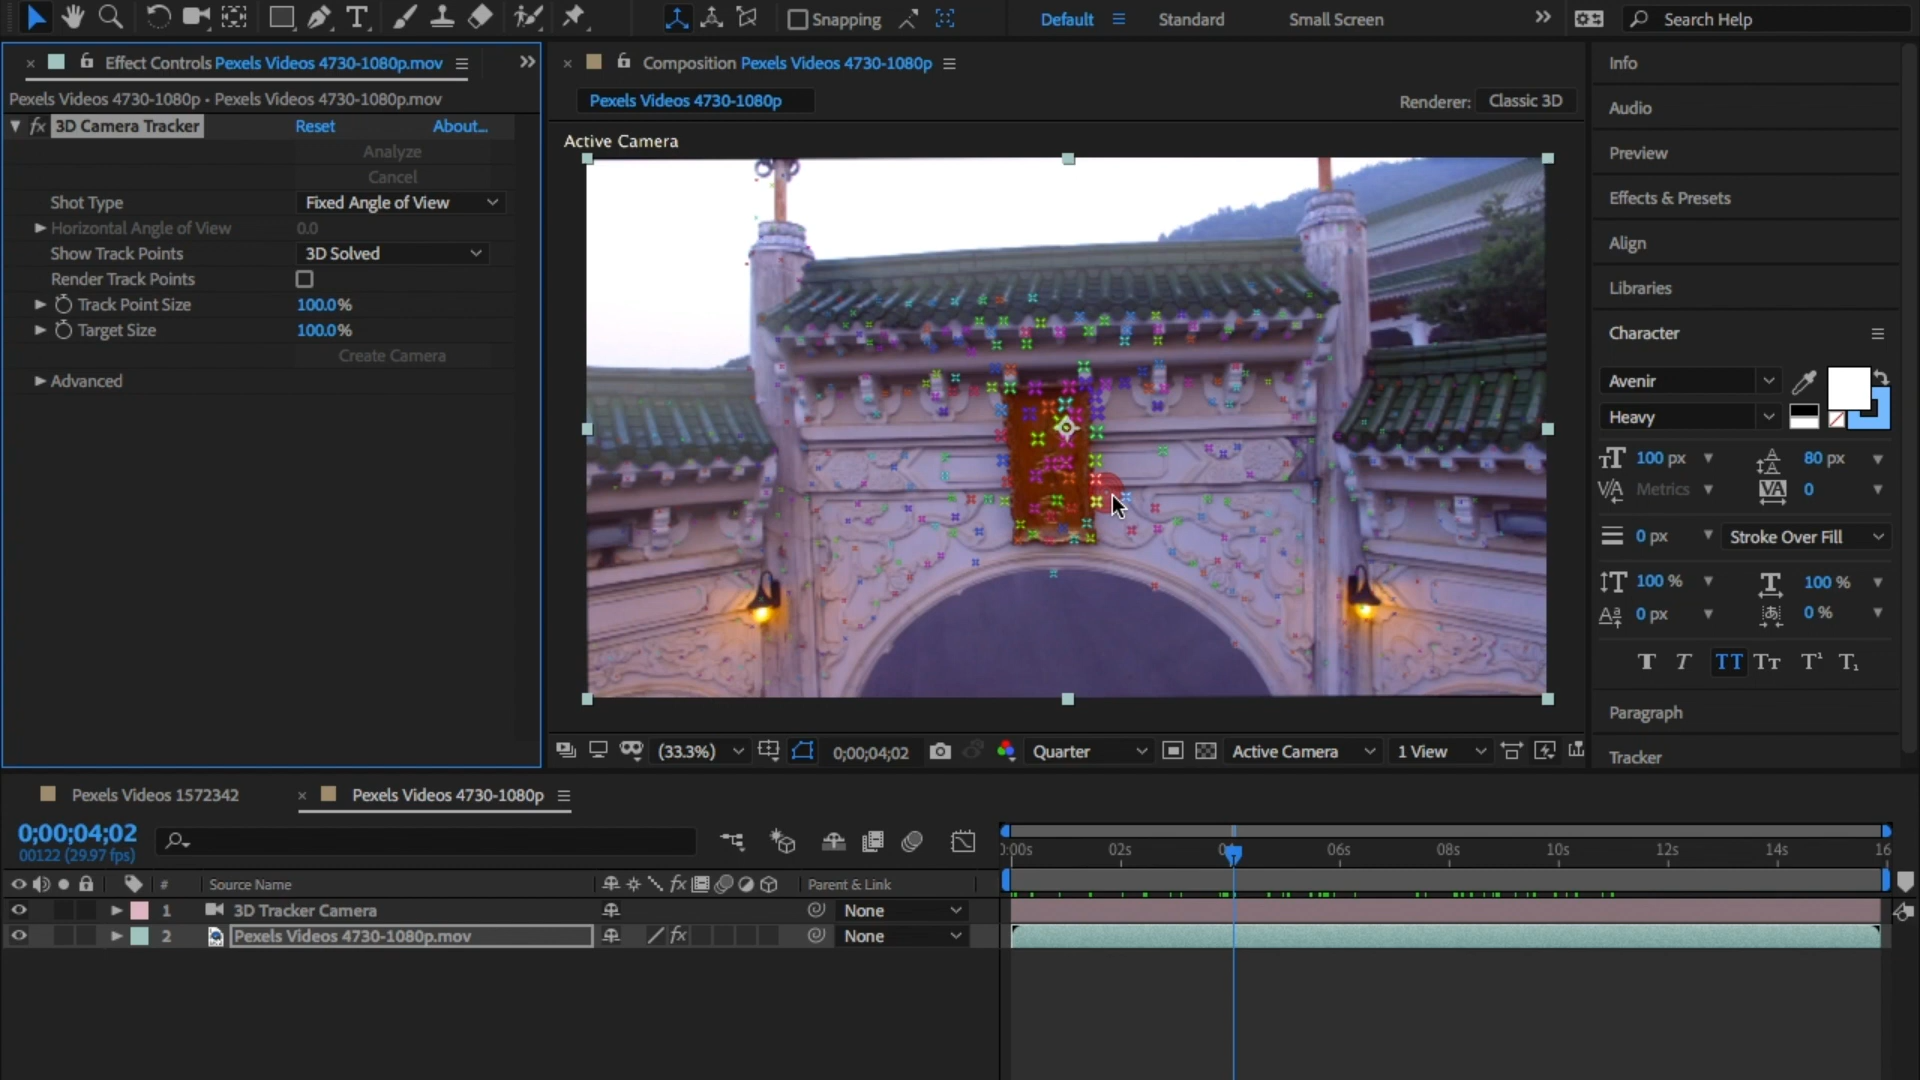 Snapping
Default
Standard
Small Screen
Search Help
Effect Controls Pexels Videos 4730-1080p.mov
Pexels Videos 4730-1080p • Pexels Videos 4730-1080p.mov
fx 3D Camera Tracker
Reset
About...
Analyze
Cancel
Shot Type
Fixed Angle of View
Horizontal Angle of View
0.0
Show Track Points
3D Solved
Render Track Points
Track Point Size
100.0%
Target Size
100.0%
Create Camera
Advanced
Composition Pexels Videos 4730-1080p
Pexels Videos 4730-1080p
Renderer:
Classic 3D
Active Camera
(33.3%)
0;00;04;02
Quarter
Active Camera
1 View
Info
Audio
Preview
Effects & Presets
Align
Libraries
Character
Avenir
Heavy
100 px
80 px
Metrics
0
0 px
Stroke Over Fill
100 %
100 %
0 px
0 %
Paragraph
Tracker
Pexels Videos 1572342
Pexels Videos 4730-1080p
0;00;04;02
00122 (29.97 fps)
#
Source Name
fx
Parent & Link
1
3D Tracker Camera
None
2
Pexels Videos 4730-1080p.mov
fx
None
02s
06s
08s
10s
12s
14s
16